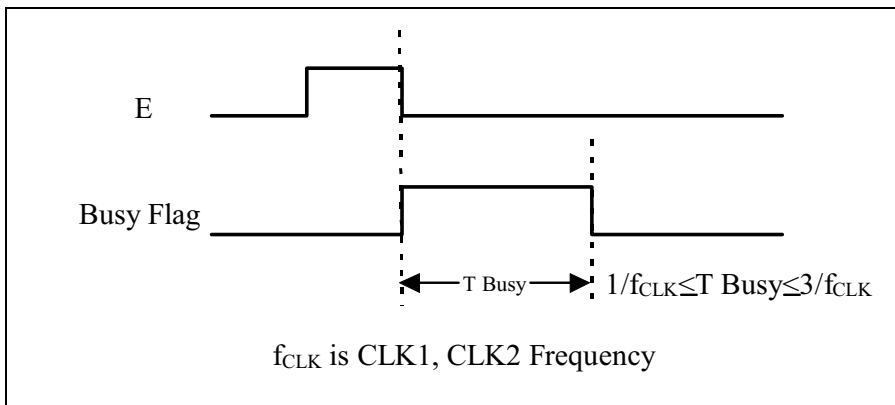 E
Busy Flag
T Busy
1/fCLK≤T Busy≤3/fCLK
fCLK is CLK1, CLK2 Frequency